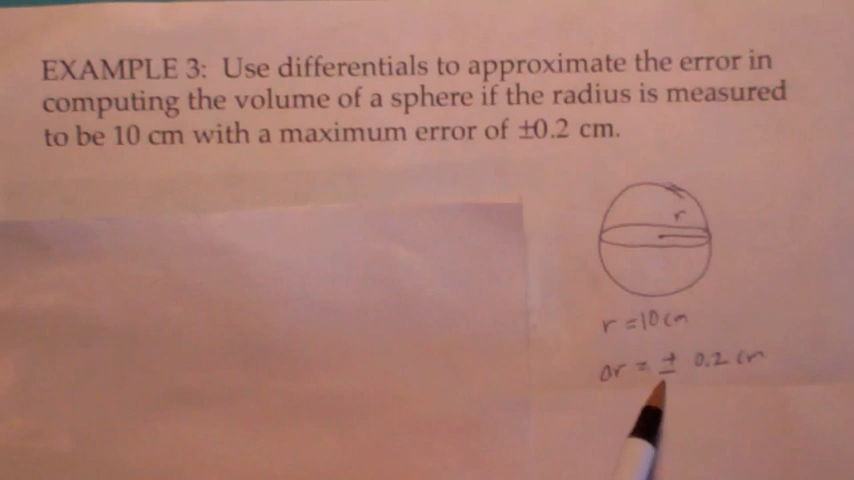 EXAMPLE 3: Use differentials to approximate the error in
computing the volume of a sphere if the radius is measured
to be 10 cm with a maximum error of ±0.2 cm.
r
r = 10 cm
Δr = ± 0.2 cm